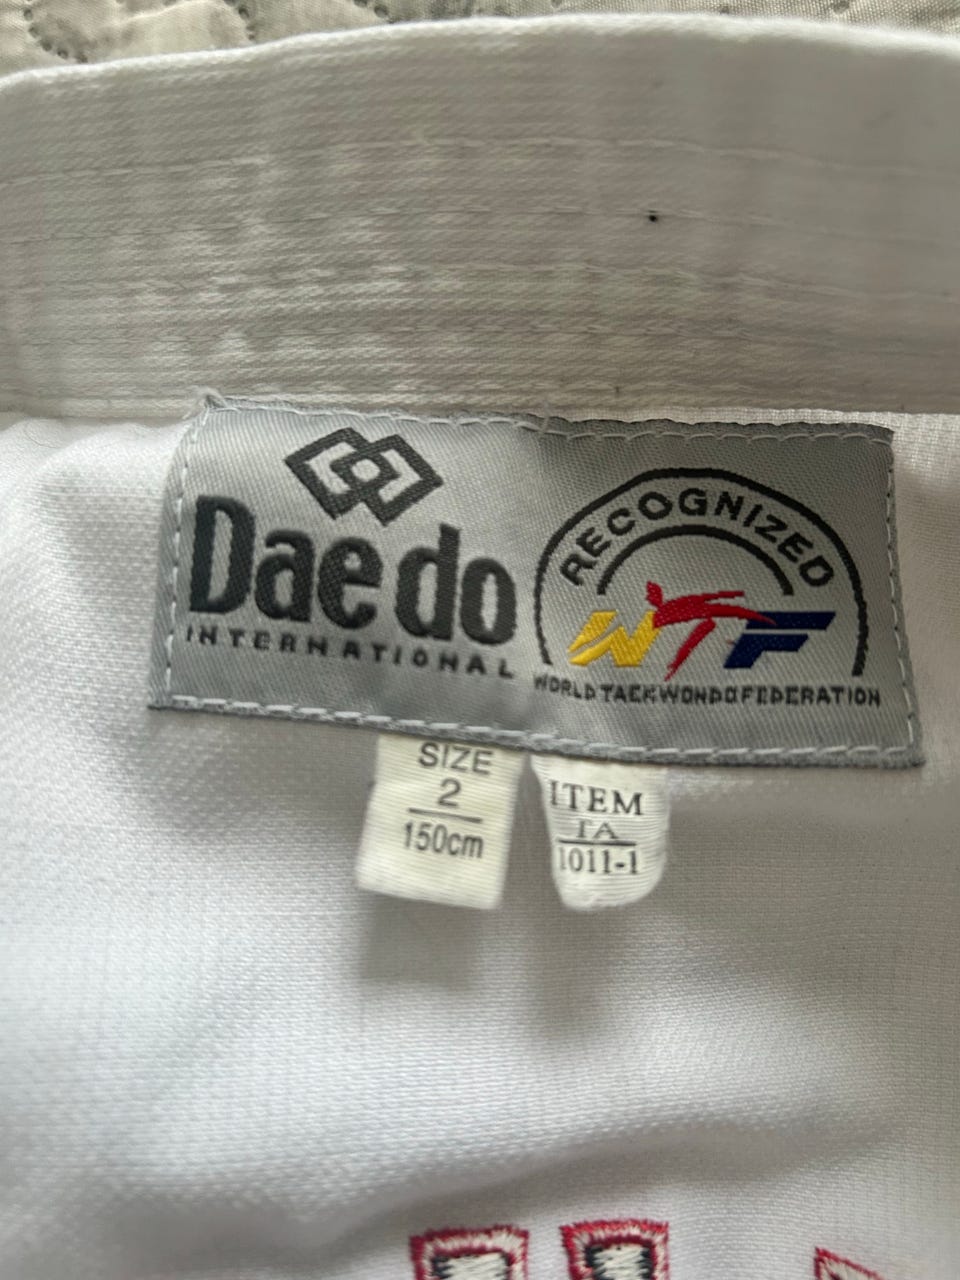 Daedo
INTERNATIONAL
RECOGNIZED
WTF
WORLD TAEKWONDO FEDERATION
SIZE
2
150cm
ITEM
TA
1011-1